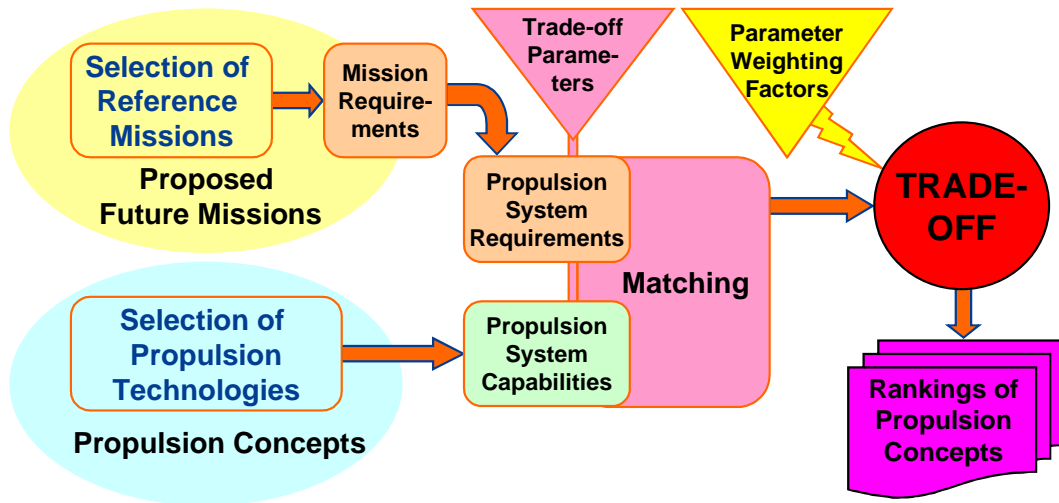 Selection of
Reference
Missions
Mission
Require-
ments
Proposed
Future Missions
Trade-off
Parame-
ters
Parameter
Weighting
Factors
Propulsion
System
Requirements
Matching
TRADE-
OFF
Selection of
Propulsion
Technologies
Propulsion
System
Capabilities
Propulsion Concepts
Rankings of
Propulsion
Concepts